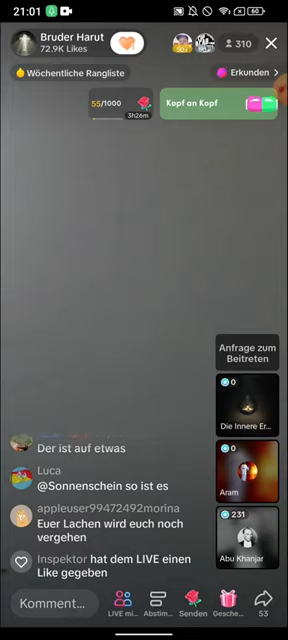 21:01
60
Bruder Harut
72.9K Likes
310
Wöchentliche Rangliste
Erkunden
55/1000
3h26m
Kopf an Kopf
Anfrage zum
Beitreten
0
Die Innere Er...
0
Aram
231
Abu Khanjar
Der ist auf etwas
Luca
@Sonnenschein so ist es
appleuser99472492morina
Euer Lachen wird euch noch
vergehen
Inspektor hat dem LIVE einen
Like gegeben
Komment...
LIVE mi...
Abstim...
Senden
Gesche...
53